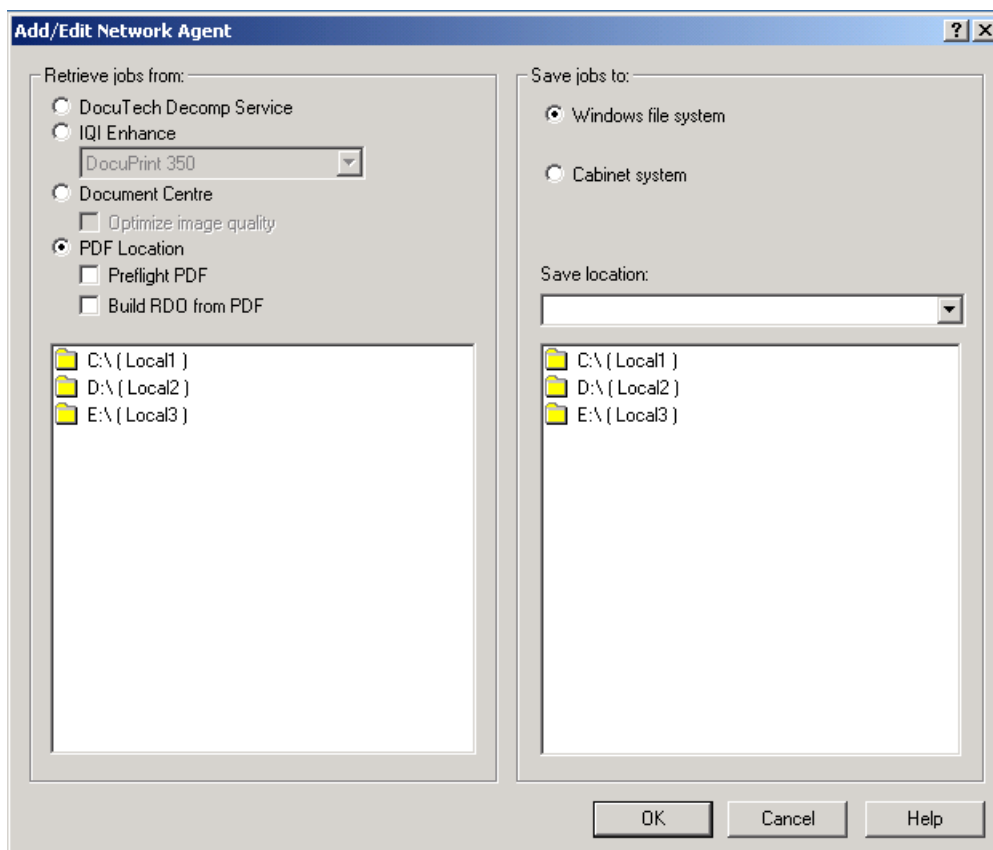 Add/Edit Network Agent
Retrieve jobs from:
DocuTech Decomp Service
IQI Enhance
DocuPrint 350
Document Centre
Optimize image quality
PDF Location
Preflight PDF
Build RDO from PDF
C:\ ( Local1 )
D:\ ( Local2 )
E:\ ( Local3 )
Save jobs to:
Windows file system
Cabinet system
Save location:
C:\ ( Local1 )
D:\ ( Local2 )
E:\ ( Local3 )
OK Cancel Help